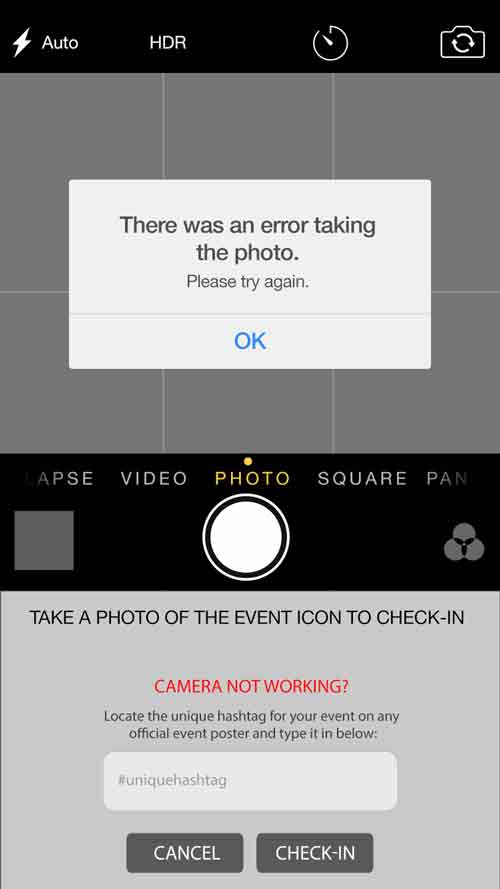 Auto HDR
There was an error taking
the photo.
Please try again.
OK
LAPSE VIDEO PHOTO SQUARE PAN
TAKE A PHOTO OF THE EVENT ICON TO CHECK-IN
CAMERA NOT WORKING?
Locate the unique hashtag for your event on any
official event poster and type it in below:
#uniquehashtag
CANCEL CHECK-IN